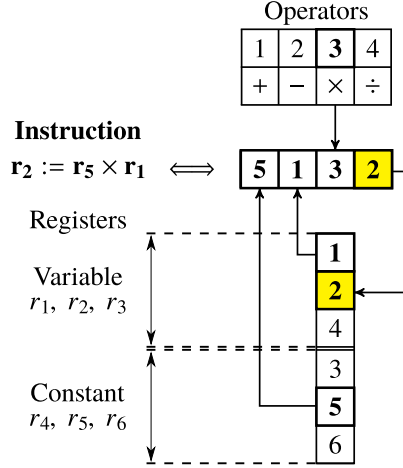 Operators
1 2 3 4
+ − × ÷
Instruction
r₂ := r₅ × r₁ ⟺ 5 1 3 2
Registers
1
Variable 2
r₁, r₂, r₃ 4
3
Constant 5
r₄, r₅, r₆ 6